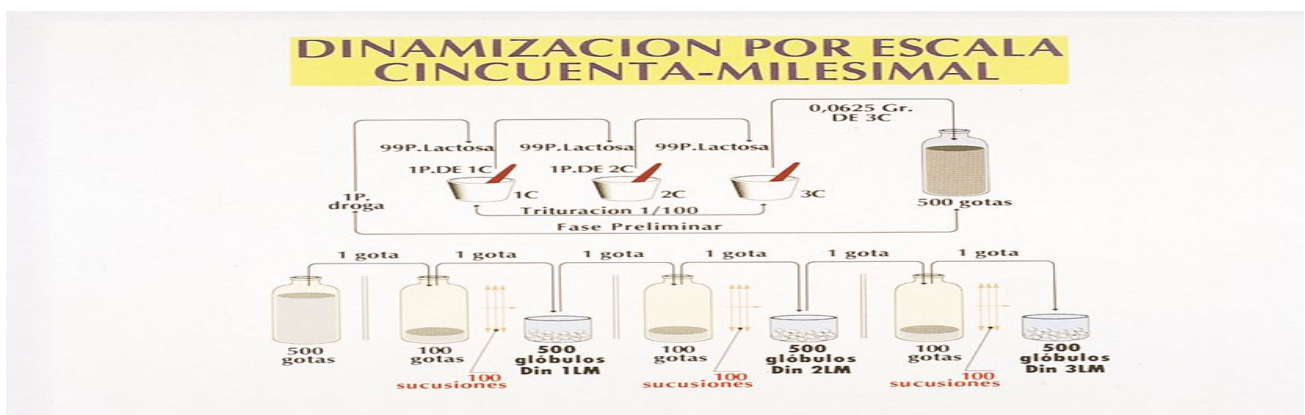 DINAMIZACION POR ESCALA
CINCUENTA-MILESIMAL
0,0625 Gr.
DE 3C
99P.Lactosa
99P.Lactosa
99P.Lactosa
1P.DE 1C
1P.DE 2C
1C
2C
3C
1P.
droga
500 gotas
Trituracion 1/100
Fase Preliminar
1 gota
1 gota
1 gota
1 gota
1 gota
1 gota
500
gotas
100
gotas
500
glóbulos
Din 1LM
100
gotas
500
glóbulos
Din 2LM
100
gotas
500
glóbulos
Din 3LM
100
sucusiones
100
sucusiones
100
sucusiones